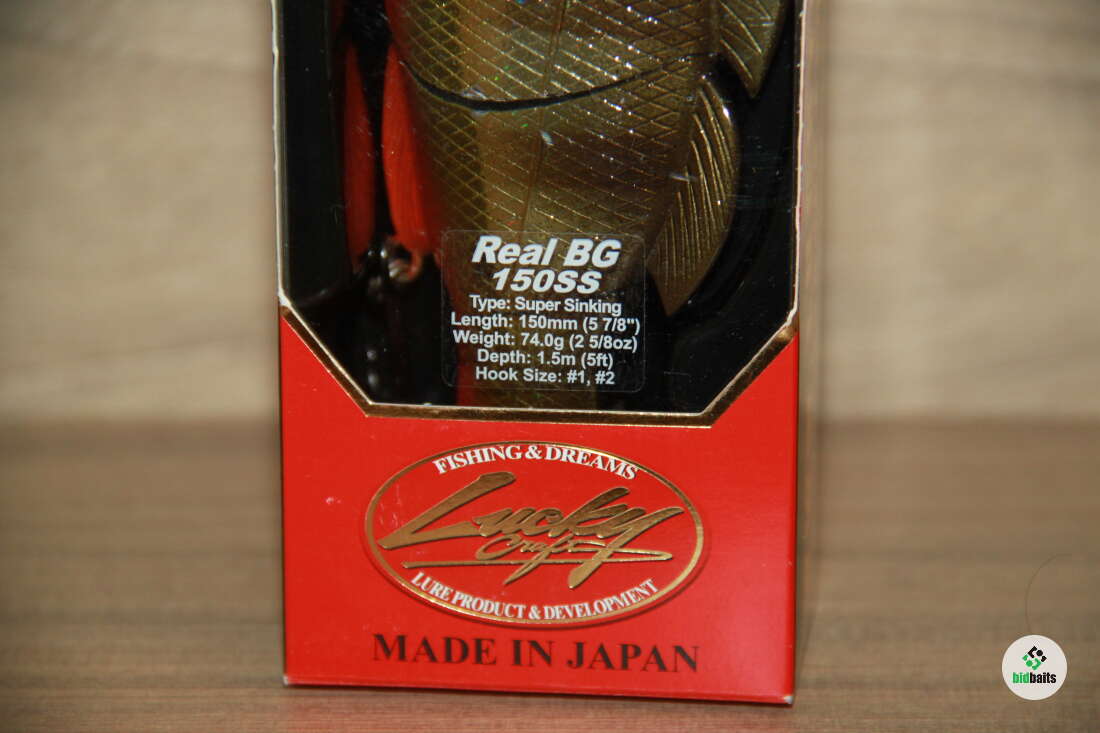 Real BG
150SS
Type: Super Sinking
Length: 150mm (5 7/8")
Weight: 74.0g (2 5/8oz)
Depth: 1.5m (5ft)
Hook Size: #1, #2
FISHING & DREAMS
Lucky
Craft
LURE PRODUCT & DEVELOPMENT
MADE IN JAPAN
bidbaits